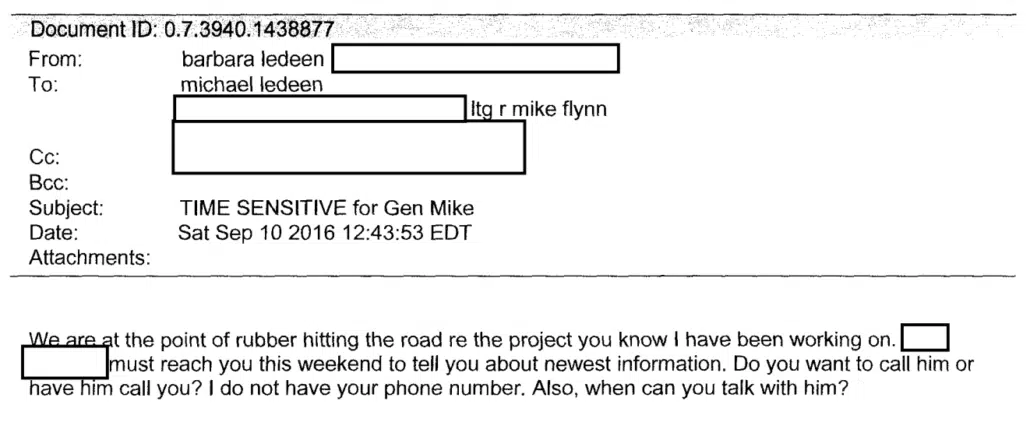 Document ID: 0.7.3940.1438877
From: barbara ledeen
To: michael ledeen
ltg r mike flynn
Cc:
Bcc:
Subject: TIME SENSITIVE for Gen Mike
Date: Sat Sep 10 2016 12:43:53 EDT
Attachments:
We are at the point of rubber hitting the road re the project you know I have been working on.
must reach you this weekend to tell you about newest information. Do you want to call him or
have him call you? I do not have your phone number. Also, when can you talk with him?